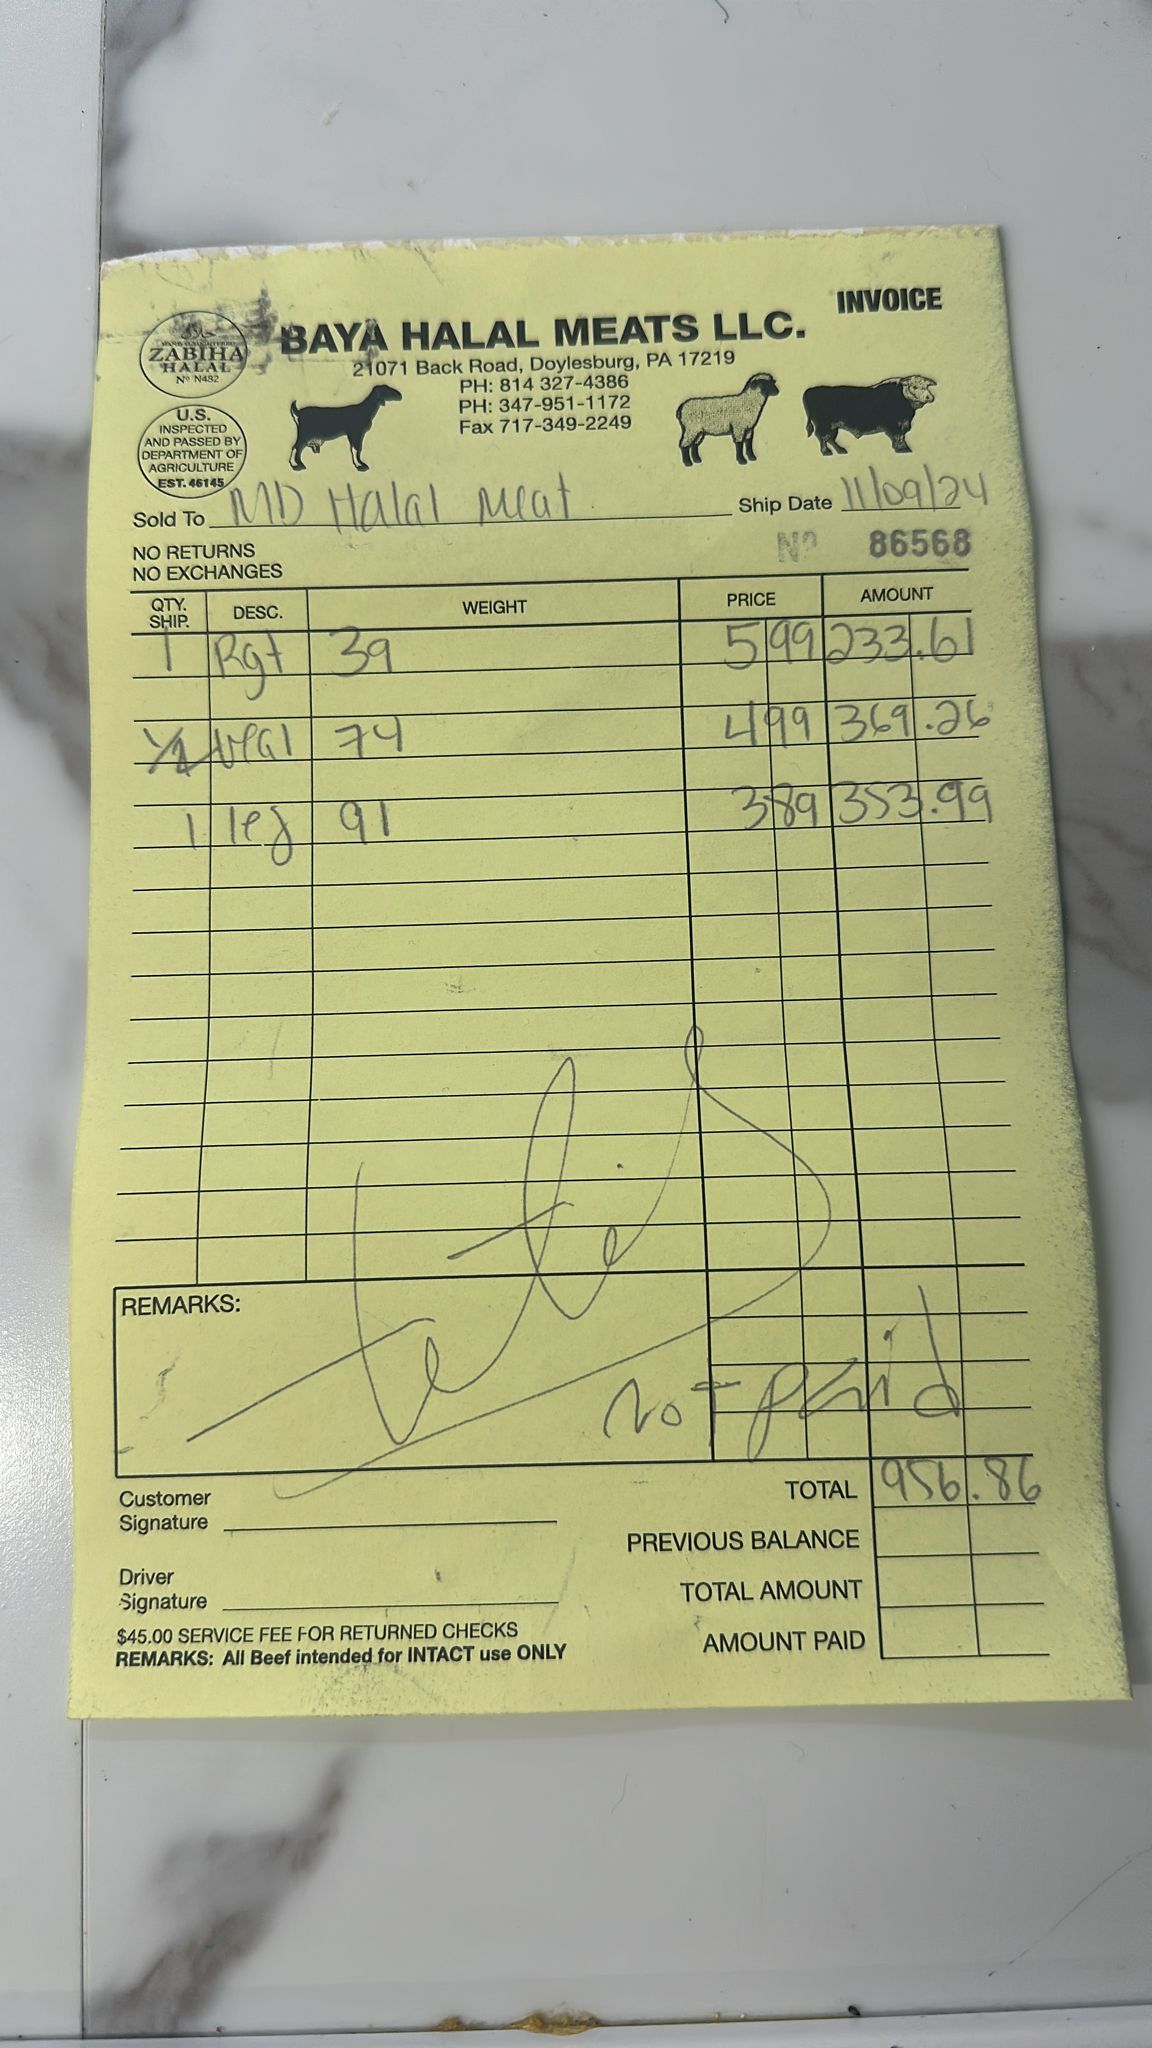 INVOICE
BAYA HALAL MEATS LLC.
ZABIHA
HALAL
Nº N482
21071 Back Road, Doylesburg, PA 17219
PH: 814 327-4386
PH: 347-951-1172
Fax 717-349-2249
U.S.
INSPECTED
AND PASSED BY
DEPARTMENT OF
AGRICULTURE
EST. 46145
Sold To MD Halal Meat Ship Date 11/09/24
NO RETURNS Nº 86568
NO EXCHANGES
QTY. SHIP. DESC. WEIGHT PRICE AMOUNT
1 Rgt 39 5 99 233.61
1/2 veal 74 4 99 369.26
1 leg 91 3 89 353.99
REMARKS:
NOT paid
TOTAL 956.86
Customer
Signature
PREVIOUS BALANCE
Driver
Signature
TOTAL AMOUNT
$45.00 SERVICE FEE FOR RETURNED CHECKS
AMOUNT PAID
REMARKS: All Beef intended for INTACT use ONLY